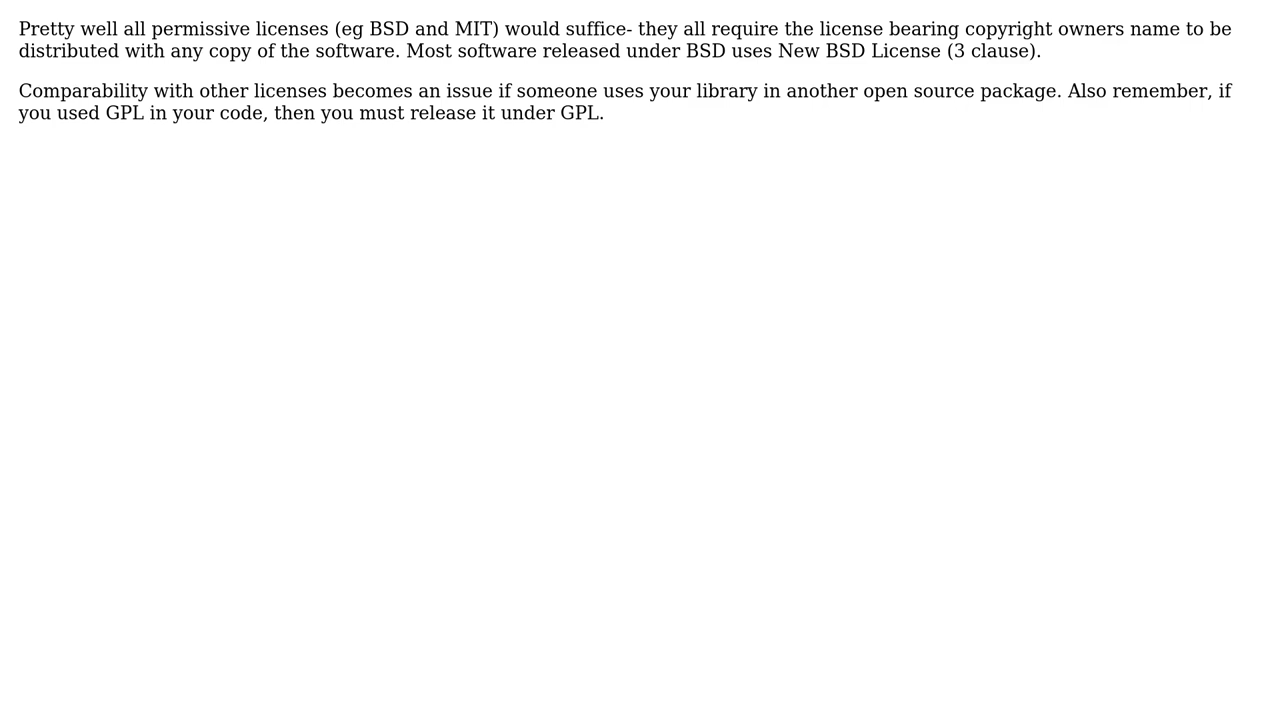 Pretty well all permissive licenses (eg BSD and MIT) would suffice- they all require the license bearing copyright owners name to be
distributed with any copy of the software. Most software released under BSD uses New BSD License (3 clause).
Comparability with other licenses becomes an issue if someone uses your library in another open source package. Also remember, if
you used GPL in your code, then you must release it under GPL.